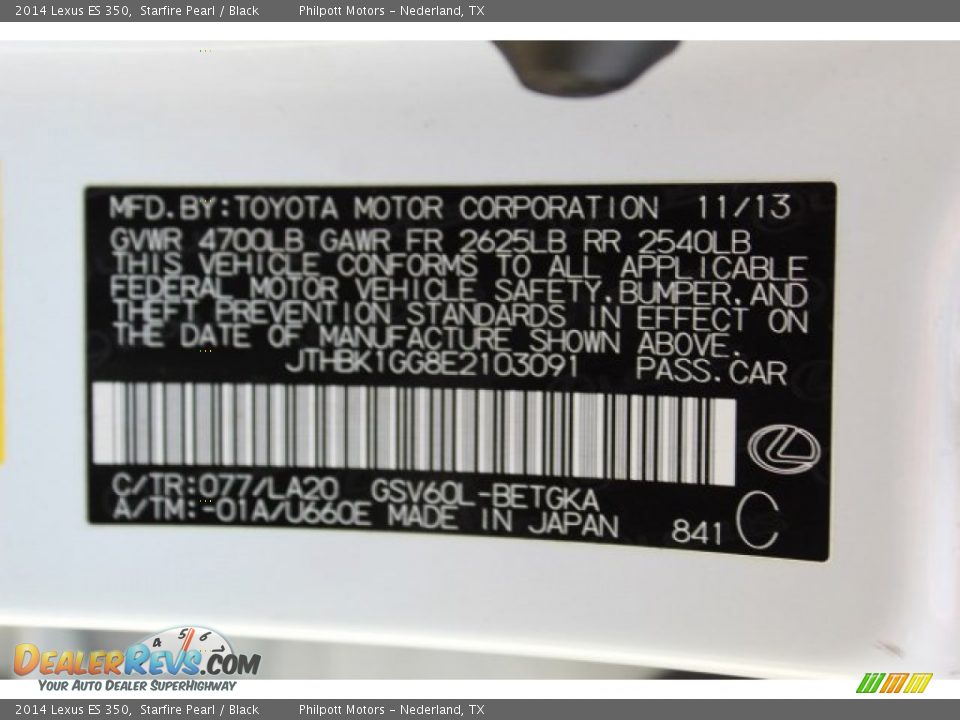 2014 Lexus ES 350, Starfire Pearl / Black Philpott Motors - Nederland, TX
MFD.BY:TOYOTA MOTOR CORPORATION 11/13
GVWR 4700LB GAWR FR 2625LB RR 2540LB
THIS VEHICLE CONFORMS TO ALL APPLICABLE
FEDERAL MOTOR VEHICLE SAFETY,BUMPER,AND
THEFT PREVENTION STANDARDS IN EFFECT ON
THE DATE OF MANUFACTURE SHOWN ABOVE.
JTHBK1GG8E2103091 PASS.CAR
C/TR:077/LA20 GSV60L-BETGKA
A/TM:-01A/U660E MADE IN JAPAN 841 C
4 5 6 7
DEALERREVS.COM
YOUR AUTO DEALER SUPERHIGHWAY
2014 Lexus ES 350, Starfire Pearl / Black Philpott Motors - Nederland, TX